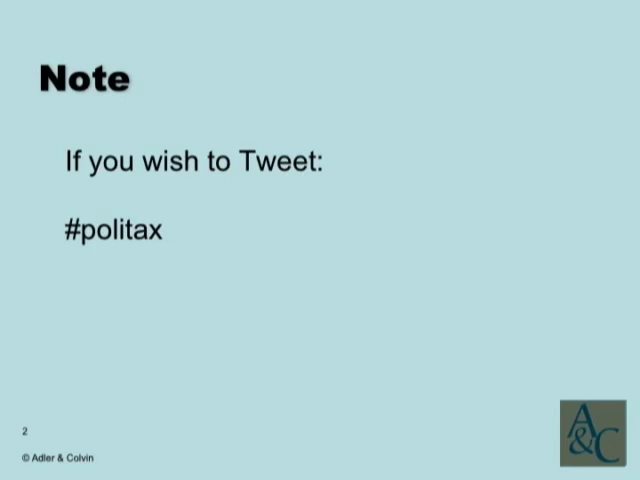 Note
If you wish to Tweet:
#politax
2
© Adler & Colvin
A&C